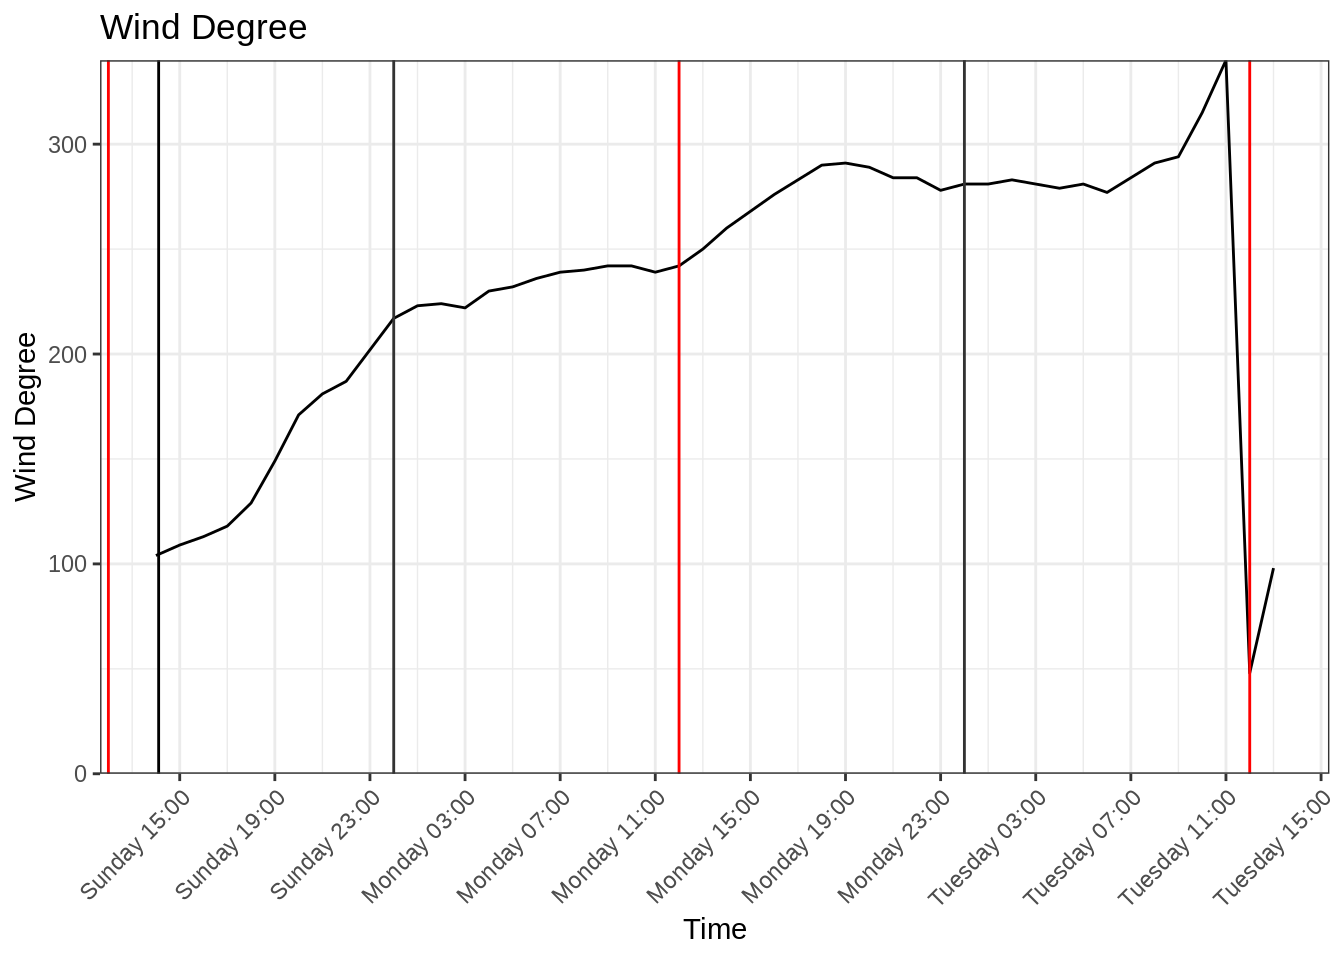 Wind Degree
Wind Degree
300
200
100
0
Sunday 15:00
Sunday 19:00
Sunday 23:00
Monday 03:00
Monday 07:00
Monday 11:00
Monday 15:00
Monday 19:00
Monday 23:00
Tuesday 03:00
Tuesday 07:00
Tuesday 11:00
Tuesday 15:00
Time